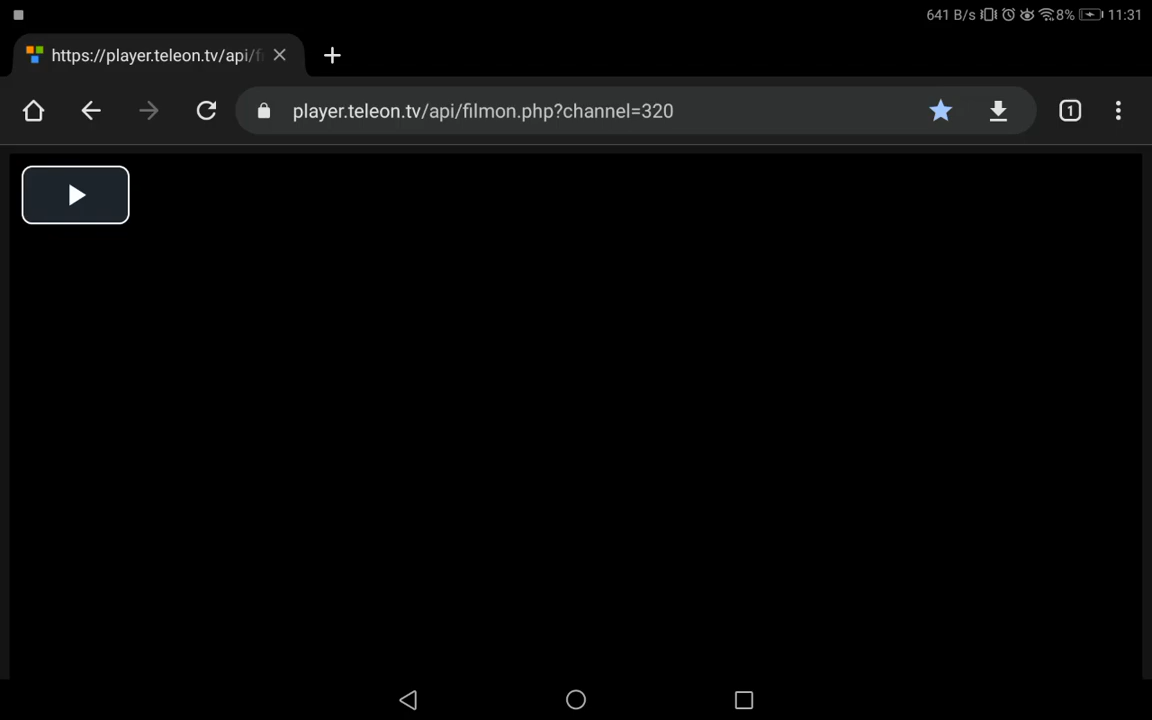 641 B/s 8% 11:31
https://player.teleon.tv/api/f
player.teleon.tv/api/filmon.php?channel=320
1